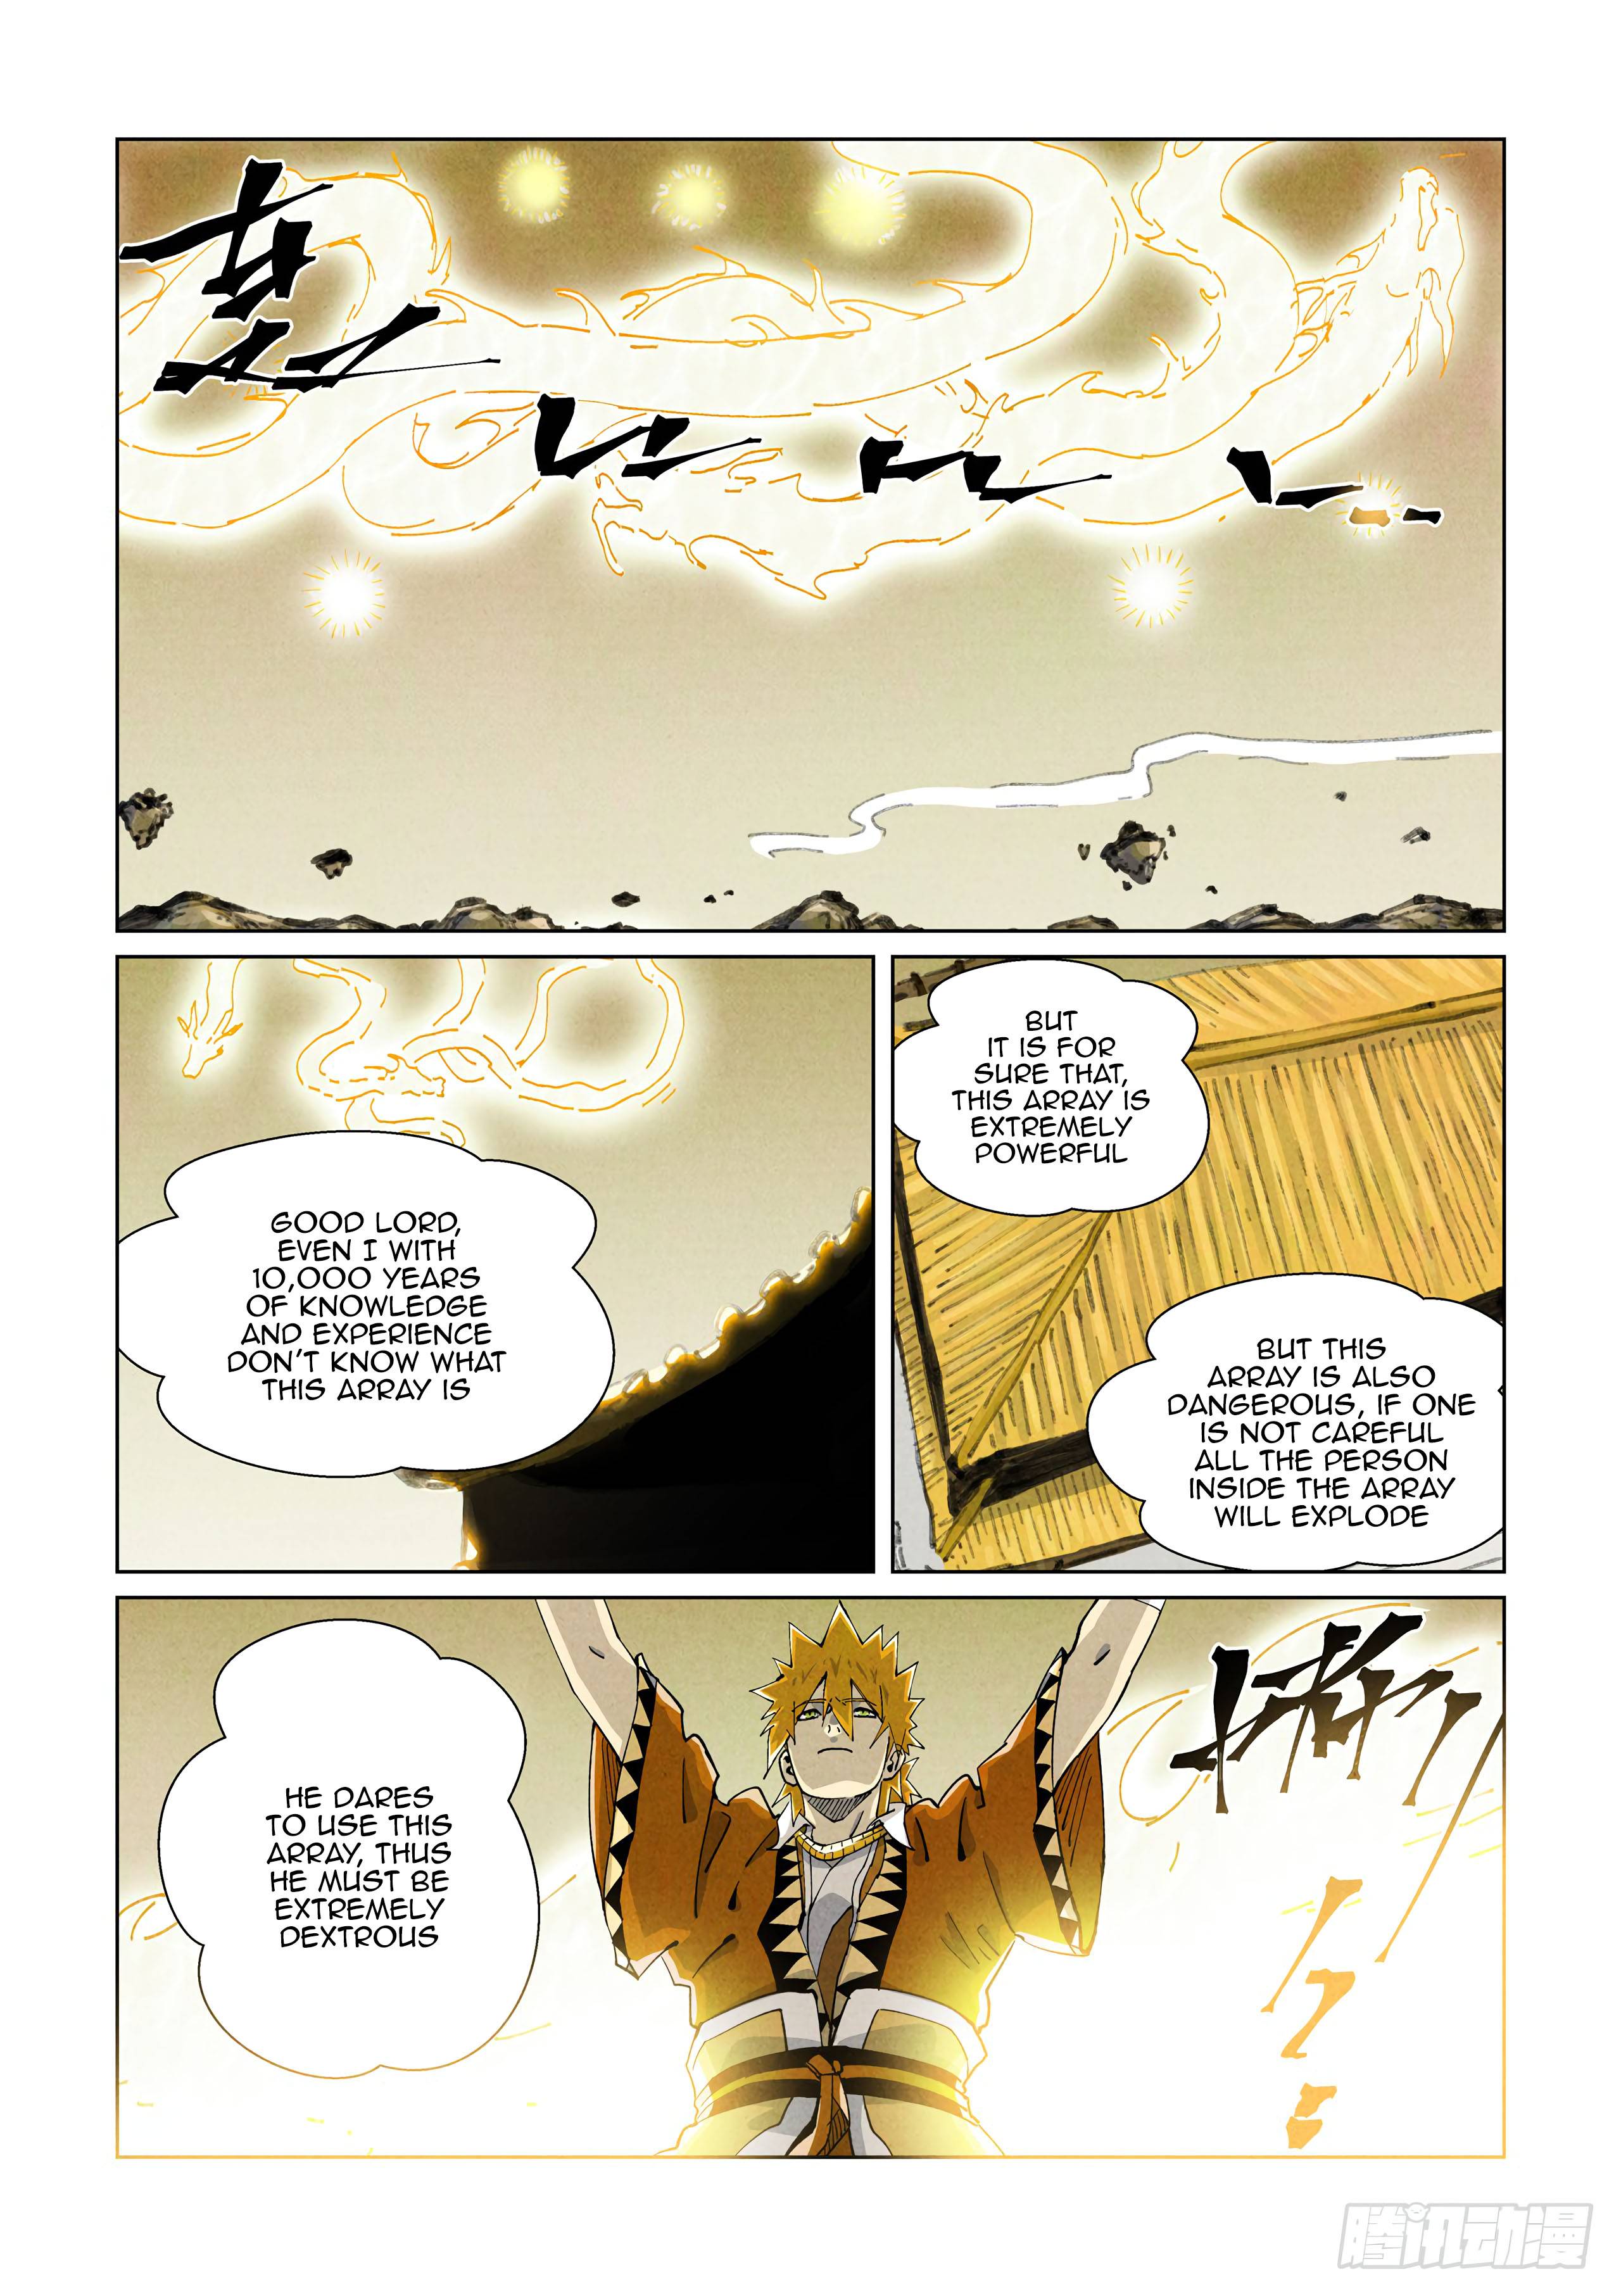 轰
BUT
IT IS FOR
SURE THAT,
THIS ARRAY IS
EXTREMELY
POWERFUL
GOOD LORD,
EVEN I WITH
10,000 YEARS
OF KNOWLEDGE
AND EXPERIENCE
DON'T KNOW WHAT
THIS ARRAY IS
BUT THIS
ARRAY IS ALSO
DANGEROUS, IF ONE
IS NOT CAREFUL
ALL THE PERSON
INSIDE THE ARRAY
WILL EXPLODE
HE DARES
TO USE THIS
ARRAY, THUS
HE MUST BE
EXTREMELY
DEXTROUS
腾讯动漫